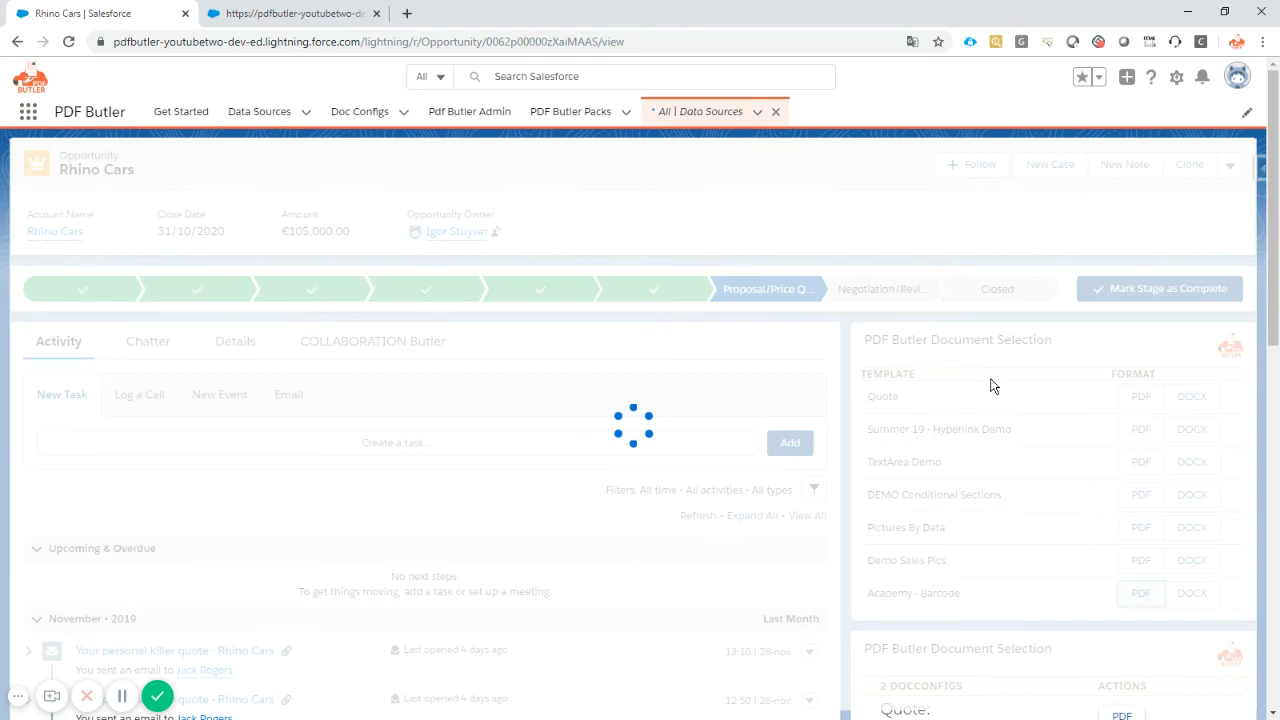 Rhino Cars | Salesforce
https://pdfbutler-youtubetwo-d
pdfbutler-youtubetwo-dev-ed.lightning.force.com/lightning/r/Opportunity/0062p00000zXaiMAAS/view
PDF BUTLER
All
Search Salesforce
PDF Butler
Get Started
Data Sources
Doc Configs
Pdf Butler Admin
PDF Butler Packs
* All | Data Sources
Opportunity
Rhino Cars
+ Follow
New Case
New Note
Clone
Account Name
Close Date
Amount
Opportunity Owner
Rhino Cars
31/10/2020
€105,000.00
Igor Stuyver
Proposal/Price Q...
Negotiation/Revi...
Closed
Mark Stage as Complete
Activity
Chatter
Details
COLLABORATION Butler
New Task
Log a Call
New Event
Email
Create a task...
Add
Filters: All time • All activities • All types
Refresh • Expand All • View All
Upcoming & Overdue
No next steps.
To get things moving, add a task or set up a meeting.
November • 2019
Last Month
Your personal killer quote - Rhino Cars
Last opened 4 days ago
13:16 | 28-nov.
You sent an email to Jack Rogers
quote - Rhino Cars
Last opened 4 days ago
12:50 | 28-nov.
You sent an email to Jack Rogers
PDF Butler Document Selection
BUTLER
TEMPLATE
FORMAT
Quote
PDF
DOCX
Summer 19 - Hyperlink Demo
PDF
DOCX
TextArea Demo
PDF
DOCX
DEMO Conditional Sections
PDF
DOCX
Pictures By Data
PDF
DOCX
Demo Sales Pics
PDF
DOCX
Academy - Barcode
PDF
DOCX
PDF Butler Document Selection
BUTLER
2 DOCCONFIGS
ACTIONS
Quote:
PDF